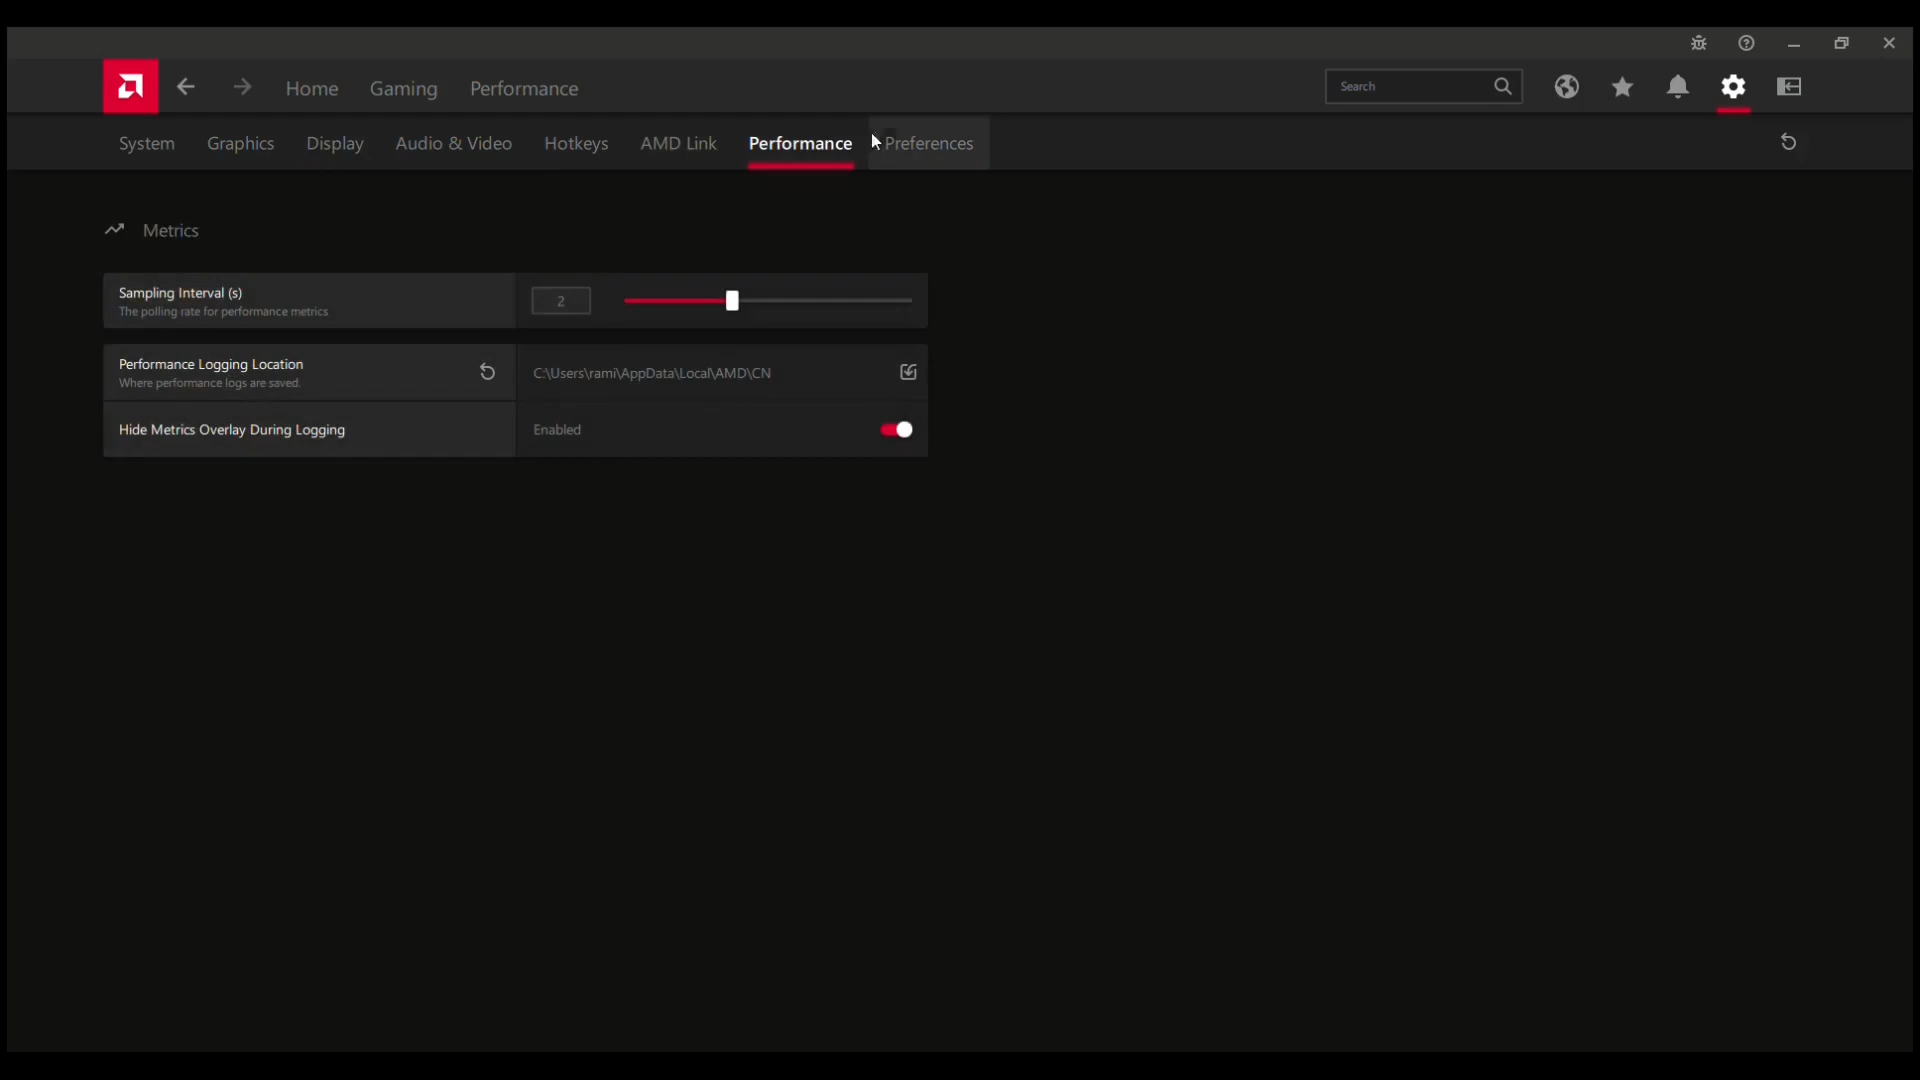 Home Gaming Performance Search
System Graphics Display Audio & Video Hotkeys AMD Link Performance Preferences
Metrics
Sampling Interval (s)
The polling rate for performance metrics
2
Performance Logging Location
Where performance logs are saved.
C:\Users\rami\AppData\Local\AMD\CN
Hide Metrics Overlay During Logging
Enabled